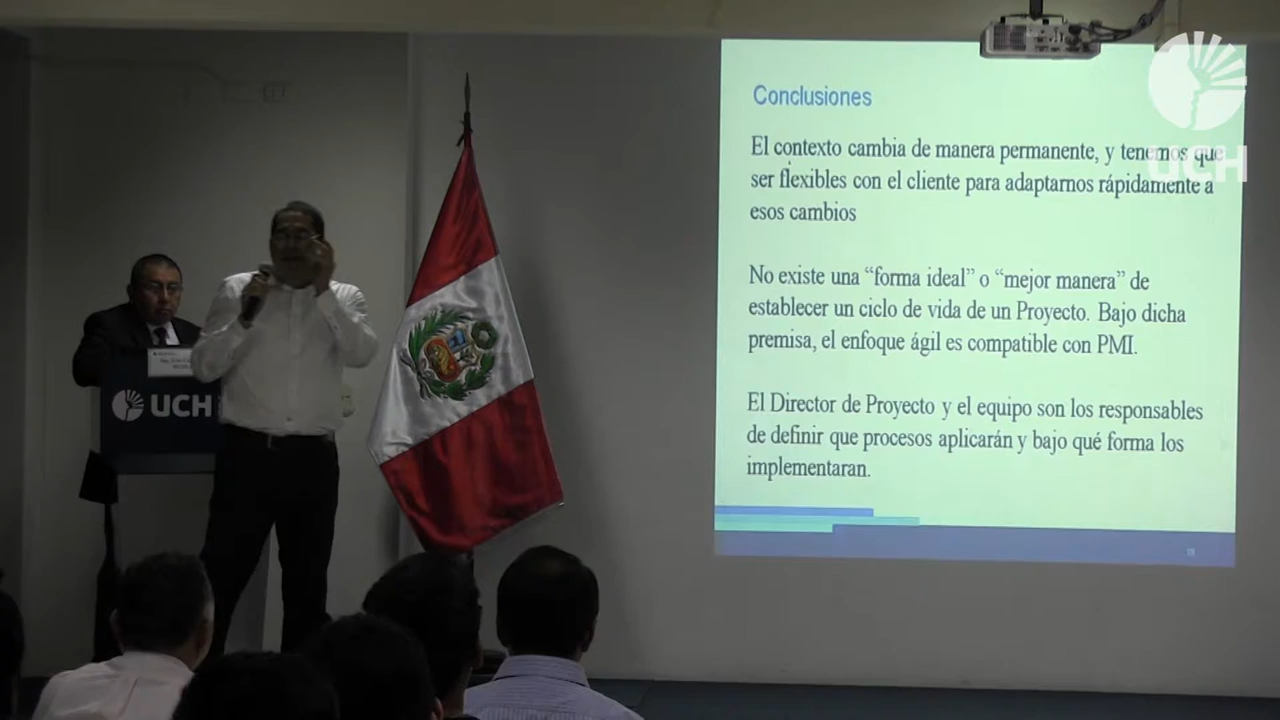 UCH
Conclusiones
El contexto cambia de manera permanente, y tenemos que
ser flexibles con el cliente para adaptarnos rápidamente a
esos cambios
No existe una “forma ideal” o “mejor manera” de
establecer un ciclo de vida de un Proyecto. Bajo dicha
premisa, el enfoque ágil es compatible con PMI.
El Director de Proyecto y el equipo son los responsables
de definir que procesos aplicarán y bajo qué forma los
implementaran.
UCH